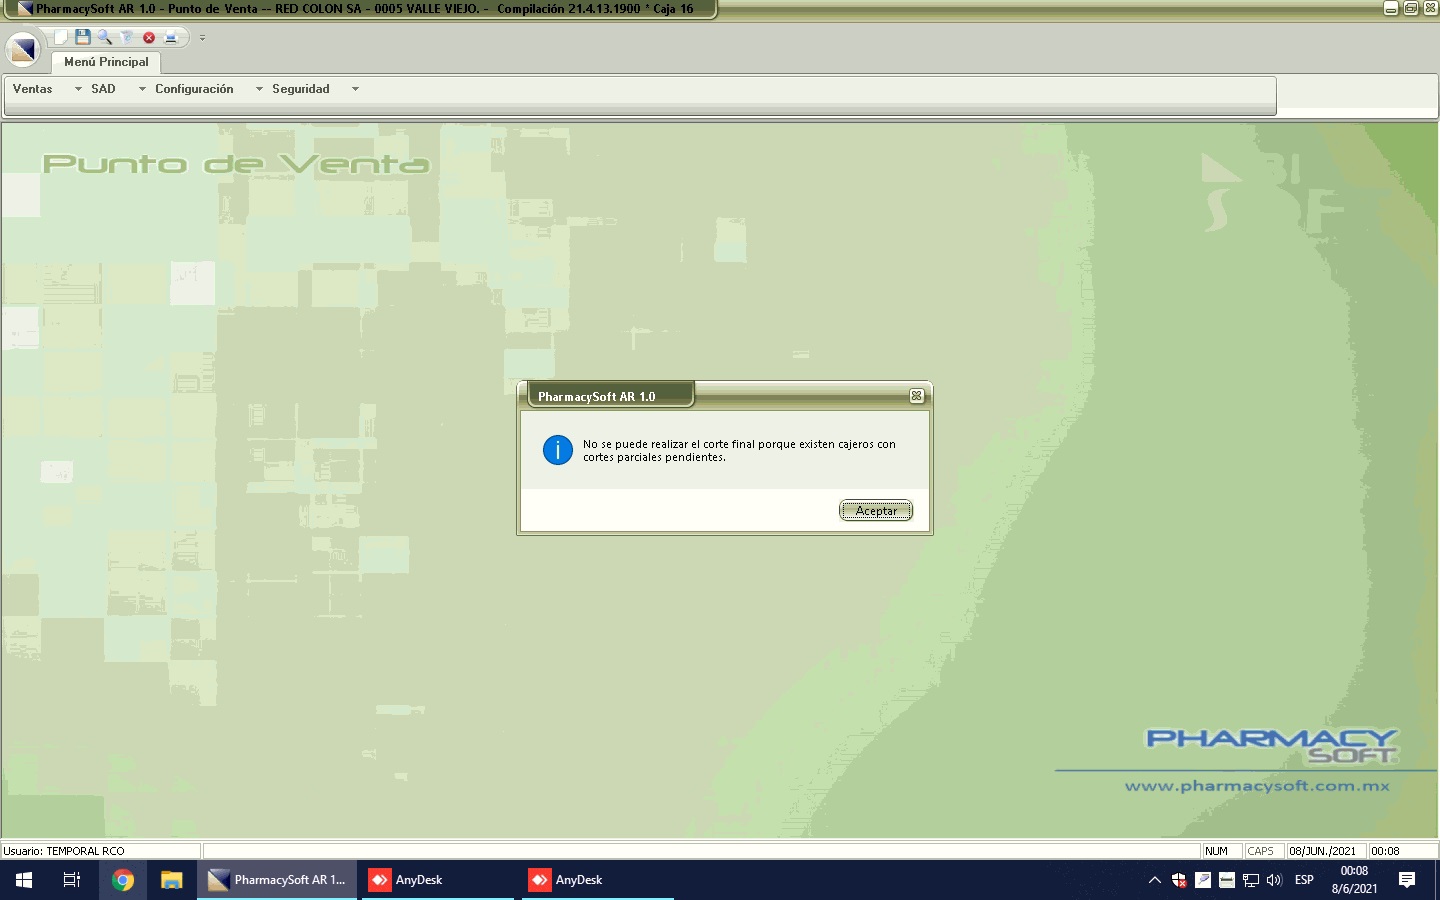 PharmacySoft AR 1.0 - Punto de Venta -- RED COLON SA - 0005 VALLE VIEJO. - Compilación 21.4.13.1900 * Caja 16
Menú Principal
Ventas SAD Configuración Seguridad
Punto de Venta
PharmacySoft AR 1.0
No se puede realizar el corte final porque existen cajeros con
cortes parciales pendientes.
Aceptar
PHARMACY
SOFT
www.pharmacysoft.com.mx
Usuario: TEMPORAL RCO NUM CAPS 08/JUN./2021 00:08
PharmacySoft AR 1... AnyDesk AnyDesk ESP 00:08
8/6/2021